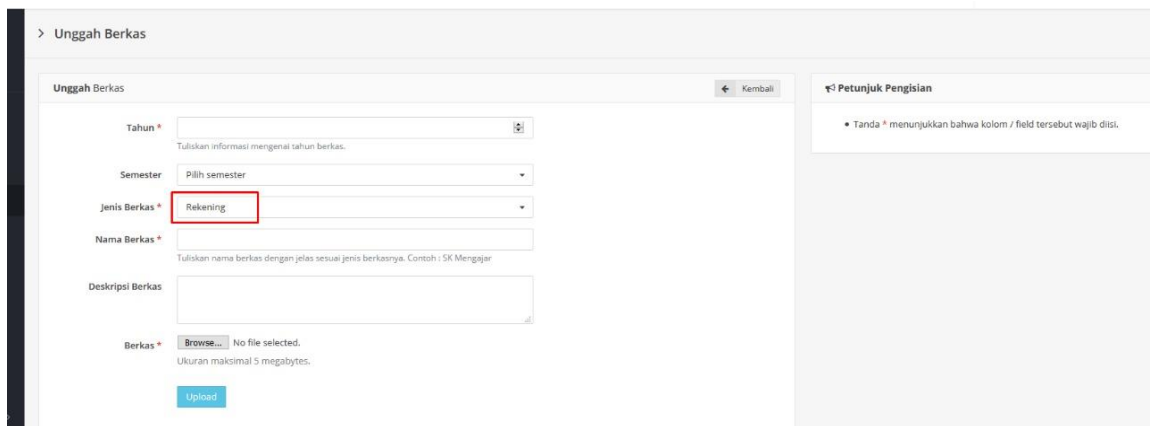 > Unggah Berkas
Unggah Berkas
Kembali
Tahun *
Tuliskan informasi mengenai tahun berkas.
Semester
Pilih semester
Jenis Berkas *
Rekening
Nama Berkas *
Tuliskan nama berkas dengan jelas sesuai jenis berkasnya. Contoh : SK Mengajar
Deskripsi Berkas
Berkas *
Browse... No file selected.
Ukuran maksimal 5 megabytes.
Upload
Petunjuk Pengisian
• Tanda * menunjukkan bahwa kolom / field tersebut wajib diisi.